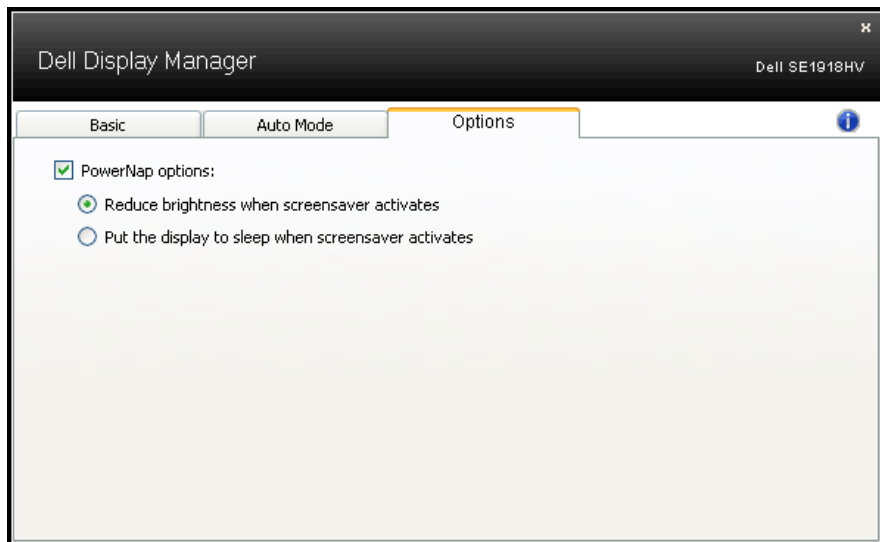 x
Dell Display Manager
Dell SE1918HV
Basic
Auto Mode
Options
i
PowerNap options:
Reduce brightness when screensaver activates
Put the display to sleep when screensaver activates